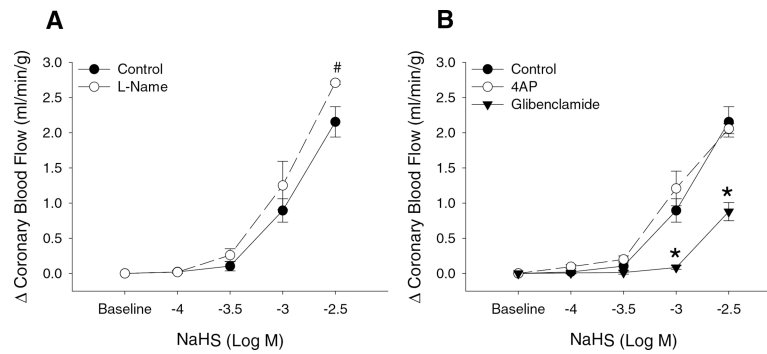 A
Δ Coronary Blood Flow (ml/min/g)
3.0
2.5
2.0
1.5
1.0
0.5
0.0
Control
L-Name
#
Baseline -4 -3.5 -3 -2.5
NaHS (Log M)
B
Δ Coronary Blood Flow (ml/min/g)
3.0
2.5
2.0
1.5
1.0
0.5
0.0
Control
4AP
Glibenclamide
*
*
Baseline -4 -3.5 -3 -2.5
NaHS (Log M)